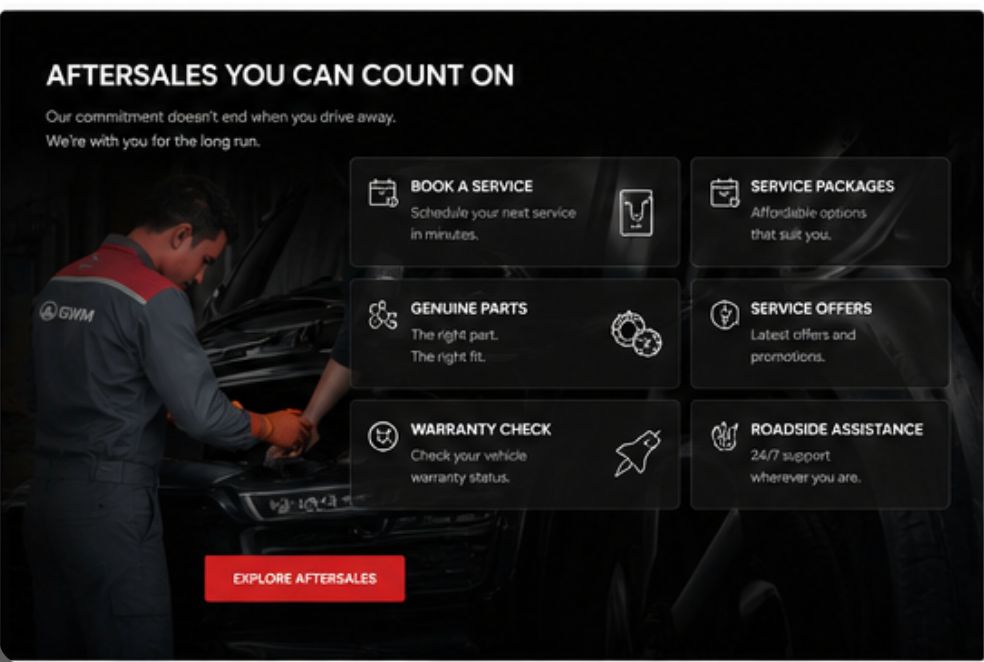 AFTERSALES YOU CAN COUNT ON
Our commitment doesn't end when you drive away.
We're with you for the long run.
GWM
BOOK A SERVICE
Schedule your next service
in minutes.
SERVICE PACKAGES
Affordable options
that suit you.
GENUINE PARTS
The right part.
The right fit.
SERVICE OFFERS
Latest offers and
promotions.
WARRANTY CHECK
Check your vehicle
warranty status.
ROADSIDE ASSISTANCE
24/7 support
wherever you are.
EXPLORE AFTERSALES